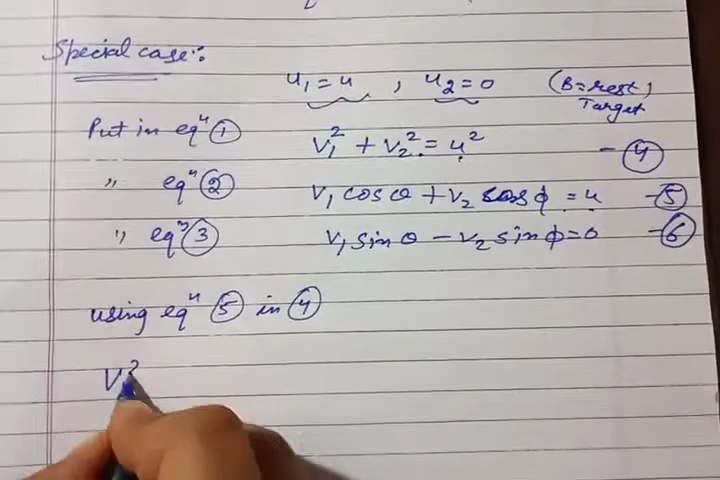 Special case:-
u₁ = u , u₂ = 0 (B = rest) Target
Put in eqⁿ ① v₁² + v₂² = u² - ④
" eqⁿ ② v₁ cos θ + v₂ cos ϕ = u - ⑤
" eqⁿ ③ v₁ sin θ - v₂ sin ϕ = 0 - ⑥
using eqⁿ ⑤ in ④
v²